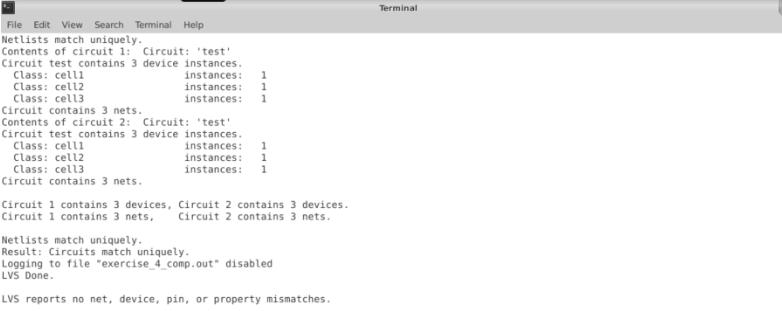 Terminal
File Edit View Search Terminal Help
Netlists match uniquely.
Contents of circuit 1:  Circuit: 'test'
Circuit test contains 3 device instances.
  Class: cell1                 instances:   1
  Class: cell2                 instances:   1
  Class: cell3                 instances:   1
Circuit contains 3 nets.
Contents of circuit 2:  Circuit: 'test'
Circuit test contains 3 device instances.
  Class: cell1                 instances:   1
  Class: cell2                 instances:   1
  Class: cell3                 instances:   1
Circuit contains 3 nets.

Circuit 1 contains 3 devices, Circuit 2 contains 3 devices.
Circuit 1 contains 3 nets,    Circuit 2 contains 3 nets.

Netlists match uniquely.
Result: Circuits match uniquely.
Logging to file "exercise_4_comp.out" disabled
LVS Done.

LVS reports no net, device, pin, or property mismatches.